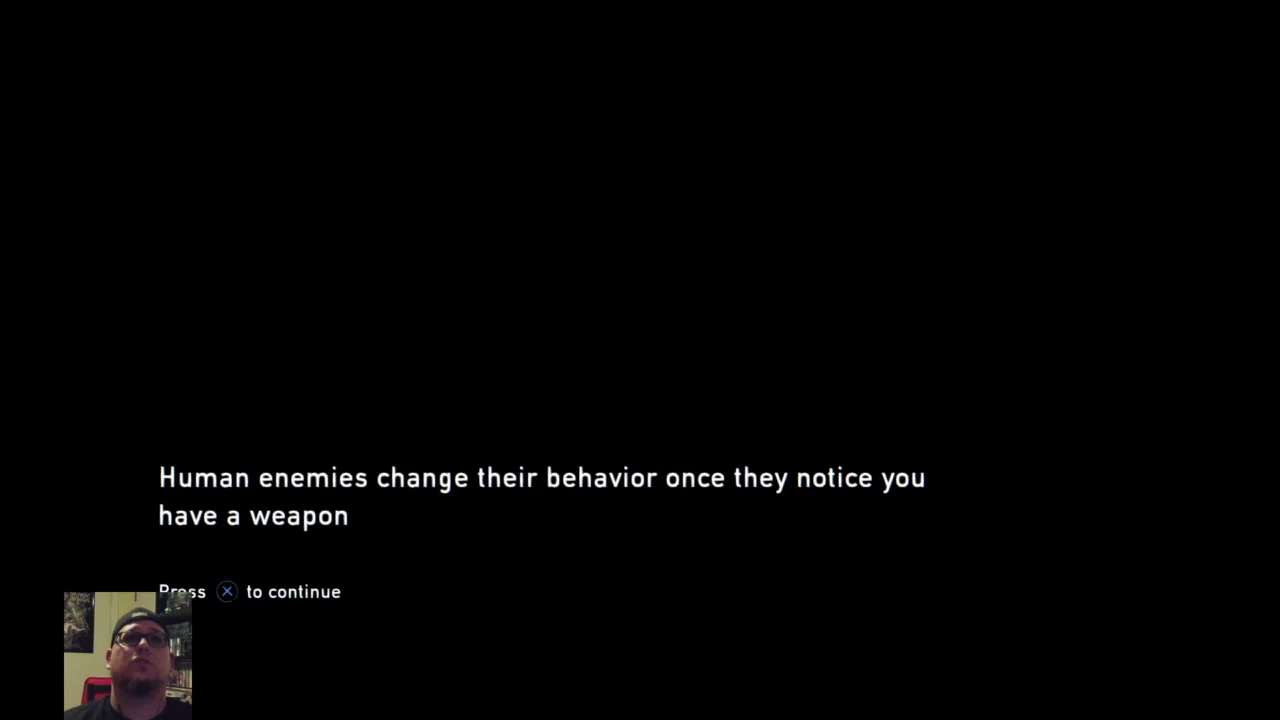 Human enemies change their behavior once they notice you
have a weapon
Press to continue